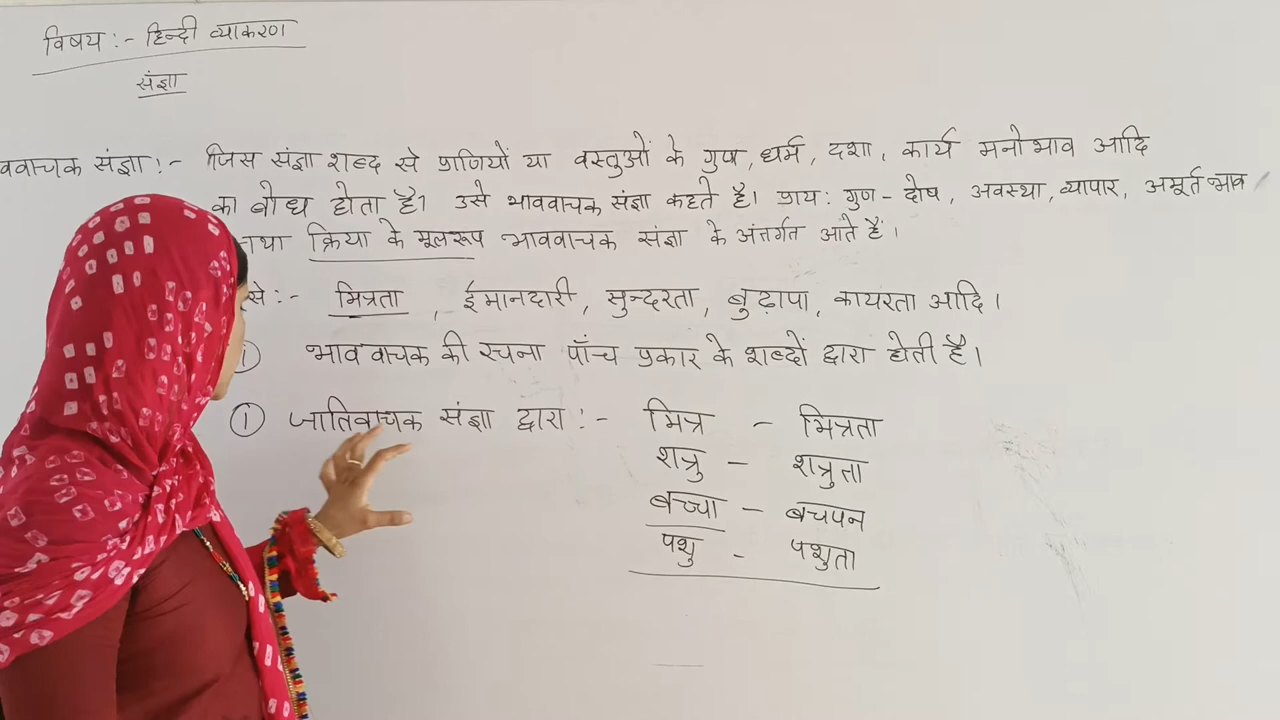 विषय :- हिन्दी व्याकरण
संज्ञा
ववाचक संज्ञा :- जिस संज्ञा शब्द से प्राणियों या वस्तुओं के गुण, धर्म, दशा, कार्य मनोभाव आदि
का बोध होता है। उसे भाववाचक संज्ञा कहते है। प्राय: गुण - दोष, अवस्था, व्यापार, अमूर्त भाव
तथा क्रिया के मूलरूप भाववाचक संज्ञा के अंतर्गत आते हैं।
से :- मित्रता, ईमानदारी, सुन्दरता, बुढ़ापा, कायरता आदि।
भाववाचक की रचना पाँच प्रकार के शब्दों द्वारा होती है।
① जातिवाचक संज्ञा द्वारा :- मित्र - मित्रता
शत्रु - शत्रुता
बच्चा - बचपन
पशु - पशुता